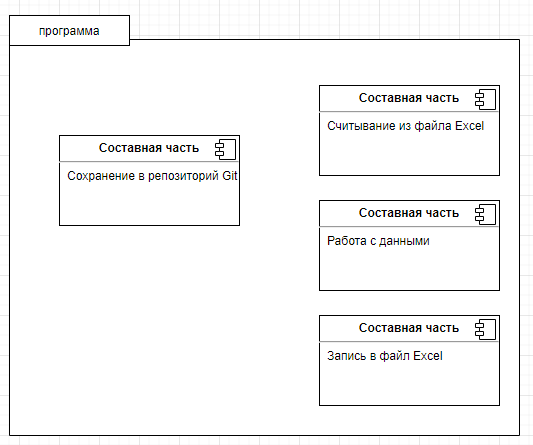 программа
Составная часть
Сохранение в репозиторий Git
Составная часть
Считывание из файла Excel
Составная часть
Работа с данными
Составная часть
Запись в файл Excel